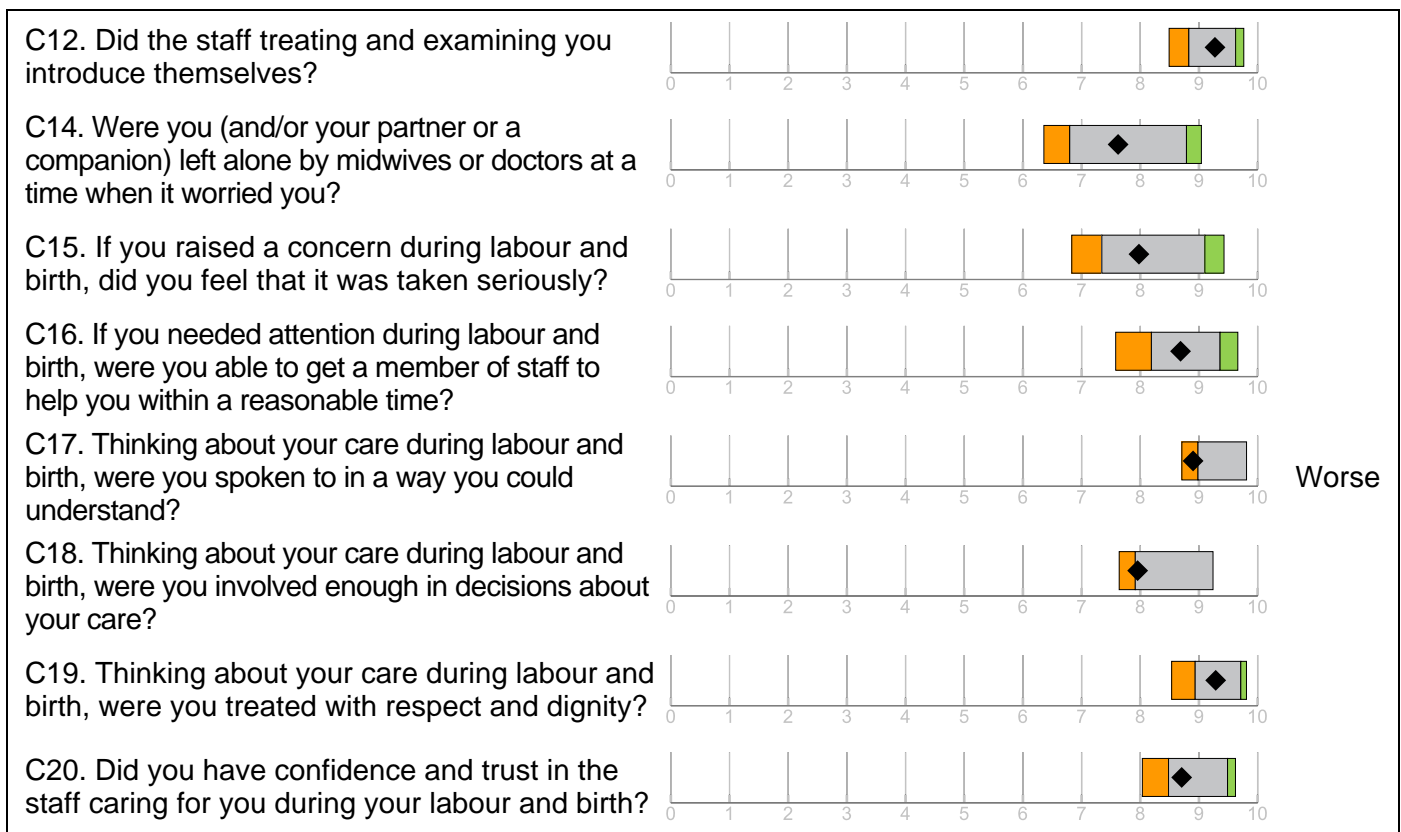 C12. Did the staff treating and examining you
introduce themselves?
0 1 2 3 4 5 6 7 8 9 10
C14. Were you (and/or your partner or a
companion) left alone by midwives or doctors at a
time when it worried you?
0 1 2 3 4 5 6 7 8 9 10
C15. If you raised a concern during labour and
birth, did you feel that it was taken seriously?
0 1 2 3 4 5 6 7 8 9 10
C16. If you needed attention during labour and
birth, were you able to get a member of staff to
help you within a reasonable time?
0 1 2 3 4 5 6 7 8 9 10
C17. Thinking about your care during labour and
birth, were you spoken to in a way you could
understand?
0 1 2 3 4 5 6 7 8 9 10
Worse
C18. Thinking about your care during labour and
birth, were you involved enough in decisions about
your care?
0 1 2 3 4 5 6 7 8 9 10
C19. Thinking about your care during labour and
birth, were you treated with respect and dignity?
0 1 2 3 4 5 6 7 8 9 10
C20. Did you have confidence and trust in the
staff caring for you during your labour and birth?
0 1 2 3 4 5 6 7 8 9 10